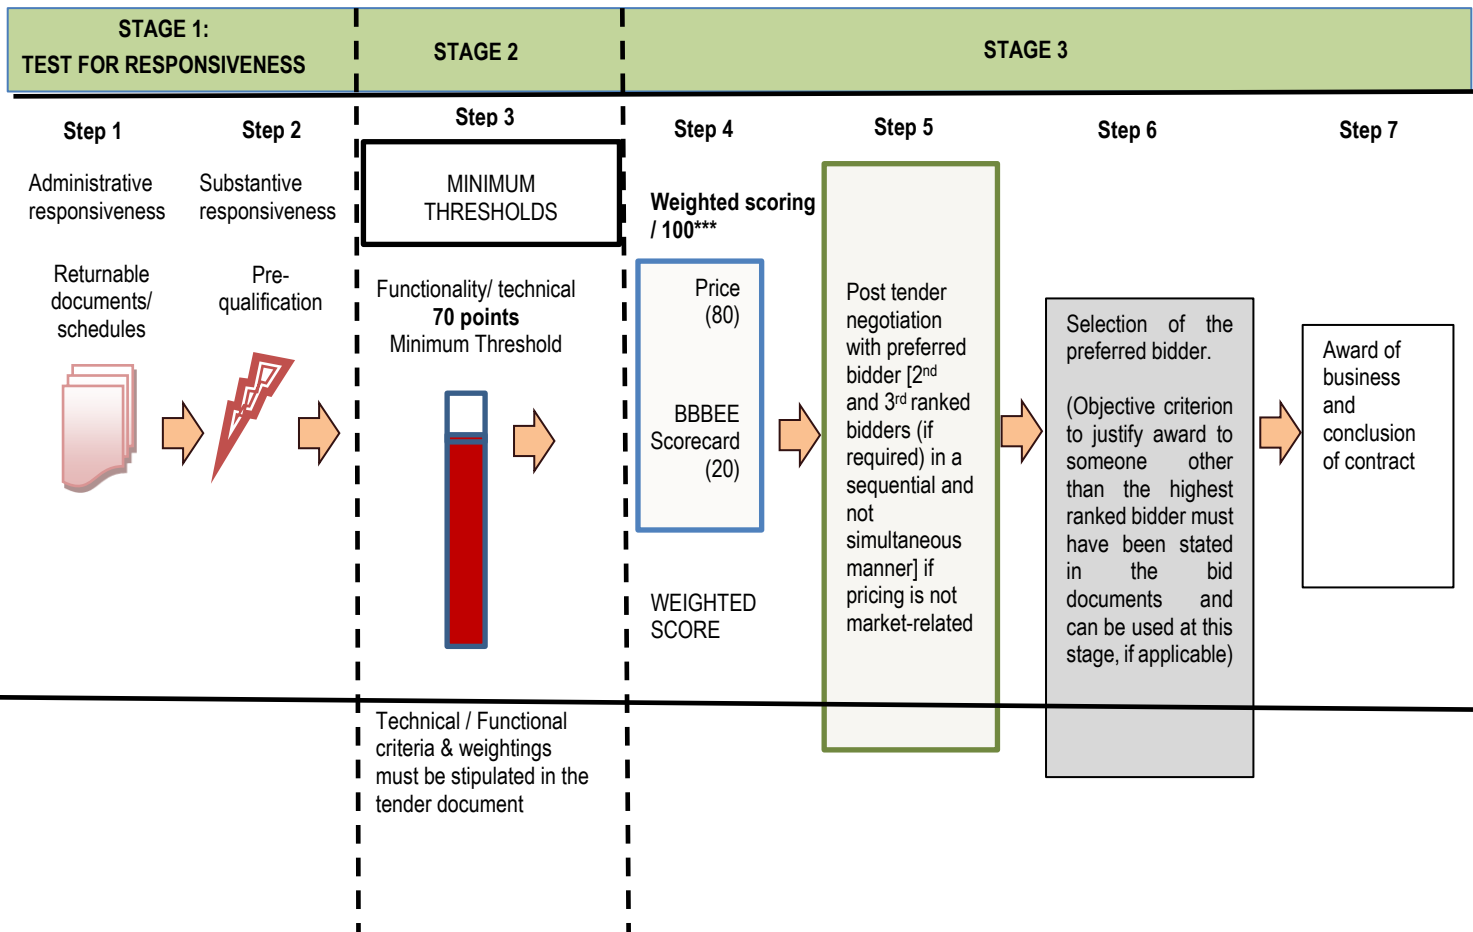 STAGE 1:
TEST FOR RESPONSIVENESS
STAGE 2
STAGE 3
Step 1
Administrative
responsiveness
Returnable
documents/
schedules
Step 2
Substantive
responsiveness
Pre-
qualification
Step 3
MINIMUM
THRESHOLDS
Functionality/ technical
70 points
Minimum Threshold
Technical / Functional
criteria & weightings
must be stipulated in the
tender document
Step 4
Weighted scoring
/ 100***
Price
(80)
BBBEE
Scorecard
(20)
WEIGHTED
SCORE
Step 5
Post tender
negotiation
with preferred
bidder [2nd
and 3rd ranked
bidders (if
required) in a
sequential and
not
simultaneous
manner] if
pricing is not
market-related
Step 6
Selection of the
preferred bidder.
(Objective criterion
to justify award to
someone other
than the highest
ranked bidder must
have been stated
in the bid
documents and
can be used at this
stage, if applicable)
Step 7
Award of
business
and
conclusion
of contract